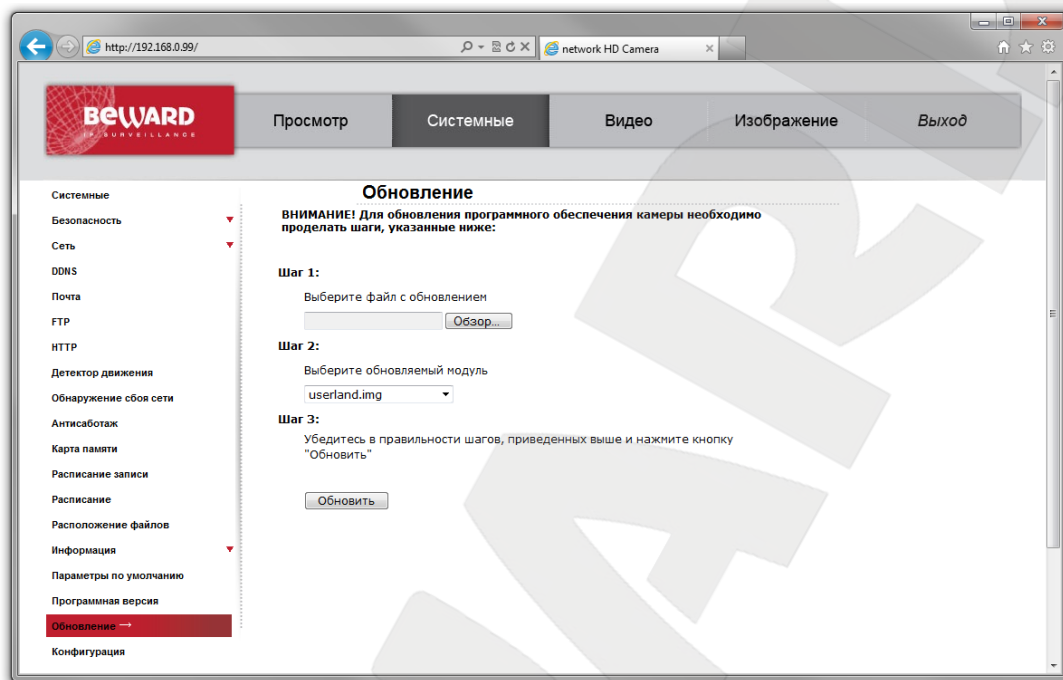 http://192.168.0.99/
network HD Camera
BEWARD
IP SURVEILLANCE
Просмотр
Системные
Видео
Изображение
Выход
Системные
Безопасность
Сеть
DDNS
Почта
FTP
HTTP
Детектор движения
Обнаружение сбоя сети
Антисаботаж
Карта памяти
Расписание записи
Расписание
Расположение файлов
Информация
Параметры по умолчанию
Программная версия
Обновление →
Конфигурация
Обновление
ВНИМАНИЕ! Для обновления программного обеспечения камеры необходимо
проделать шаги, указанные ниже:
Шаг 1:
Выберите файл с обновлением
Обзор...
Шаг 2:
Выберите обновляемый модуль
userland.img
Шаг 3:
Убедитесь в правильности шагов, приведенных выше и нажмите кнопку
"Обновить"
Обновить